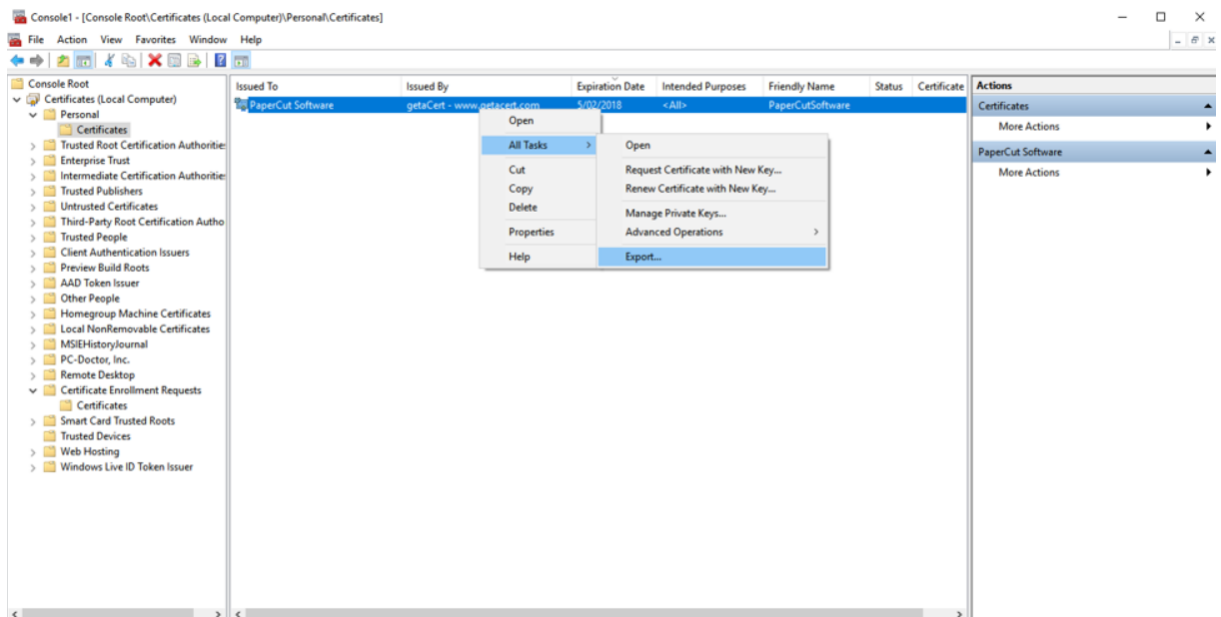 Console1 - [Console Root\Certificates (Local Computer)\Personal\Certificates]
File Action View Favorites Window Help
Console Root
Certificates (Local Computer)
Personal
Certificates
Trusted Root Certification Authoritie
Enterprise Trust
Intermediate Certification Authoritie
Trusted Publishers
Untrusted Certificates
Third-Party Root Certification Autho
Trusted People
Client Authentication Issuers
Preview Build Roots
AAD Token Issuer
Other People
Homegroup Machine Certificates
Local NonRemovable Certificates
MSIEHistoryJournal
PC-Doctor, Inc.
Remote Desktop
Certificate Enrollment Requests
Certificates
Smart Card Trusted Roots
Trusted Devices
Web Hosting
Windows Live ID Token Issuer
Issued To Issued By Expiration Date Intended Purposes Friendly Name Status Certificate
PaperCut Software getaCert - www.getacert.com 5/02/2018 <All> PaperCutSoftware
Open
All Tasks
Cut
Copy
Delete
Properties
Help
Open
Request Certificate with New Key...
Renew Certificate with New Key...
Manage Private Keys...
Advanced Operations
Export...
Actions
Certificates
More Actions
PaperCut Software
More Actions